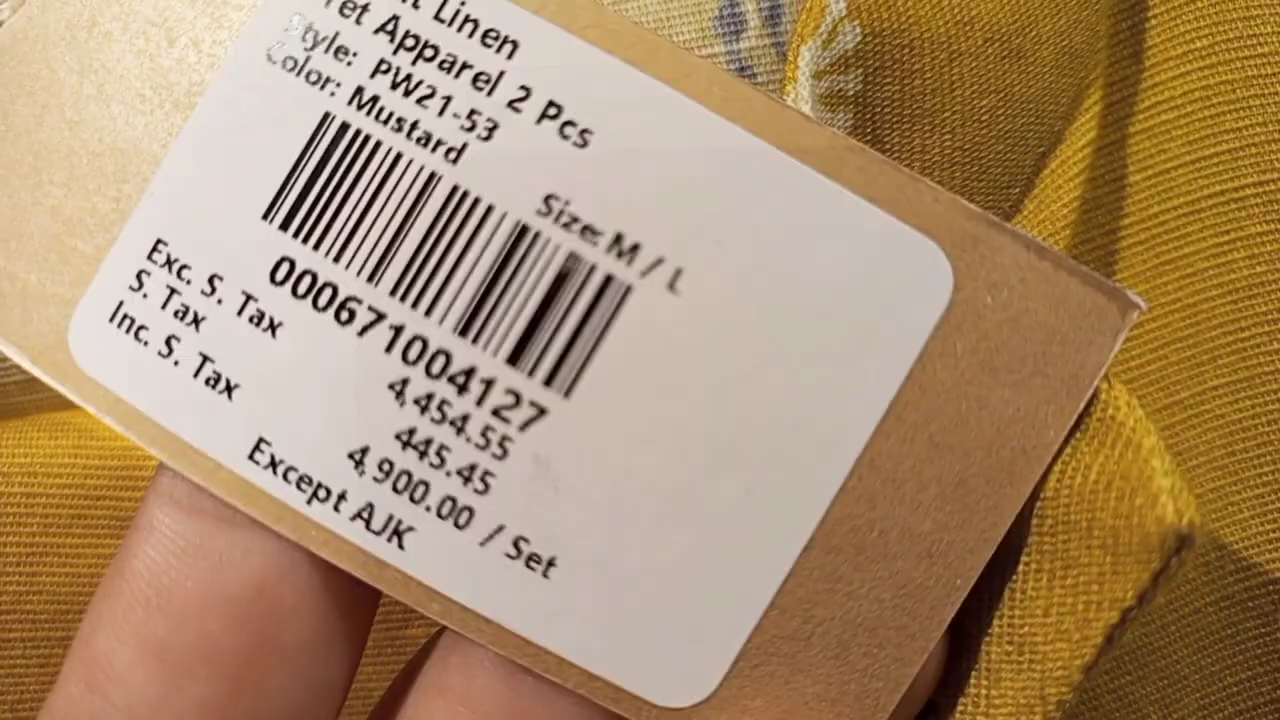 Linen
Apparel 2 Pcs
Style: PW21-53
Color: Mustard
Size: M / L
000671004127
Exc. S. Tax 4,454.55
S. Tax 445.45
Inc. S. Tax 4,900.00 / Set
Except AJK